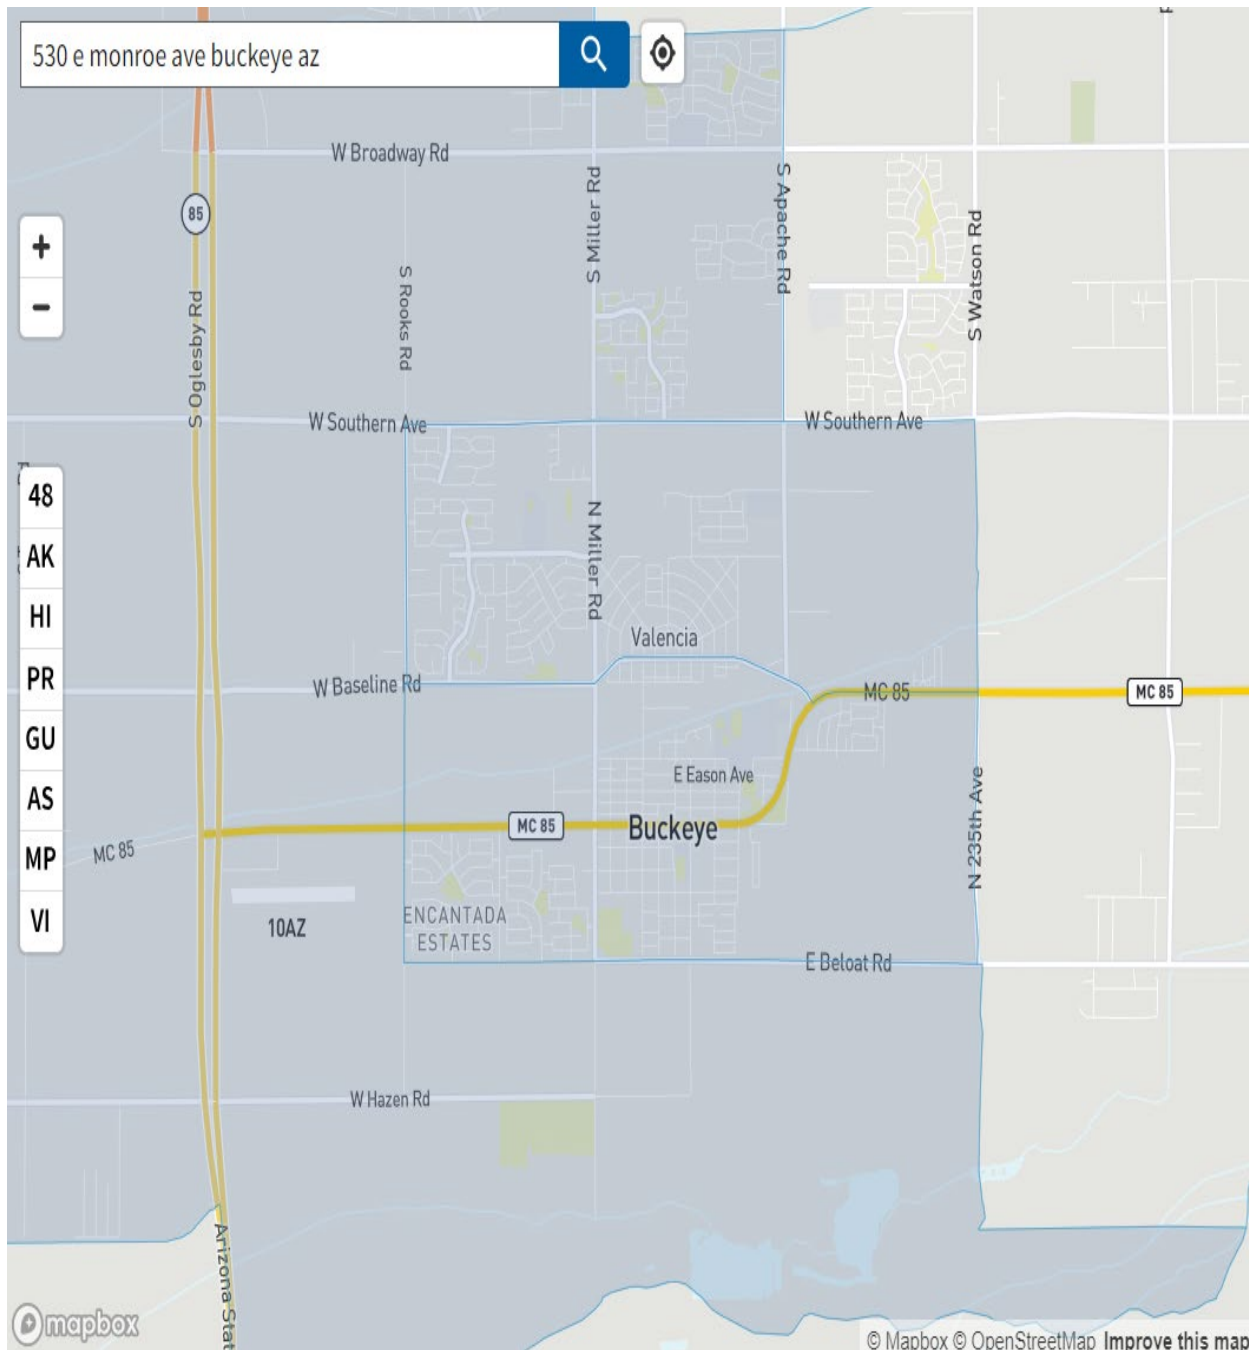 530 e monroe ave buckeye az
W Broadway Rd
85
S Miller Rd
S Apache Rd
S Watson Rd
+
−
S Oglesby Rd
S Rooks Rd
W Southern Ave
W Southern Ave
48
AK
HI
PR
GU
AS
MP
VI
N Miller Rd
Valencia
W Baseline Rd
MC 85
MC 85
E Eason Ave
MC 85
Buckeye
MC 85
N 235th Ave
10AZ
ENCANTADA
ESTATES
E Beloat Rd
W Hazen Rd
Arizona Stat
mapbox
© Mapbox © OpenStreetMap Improve this map